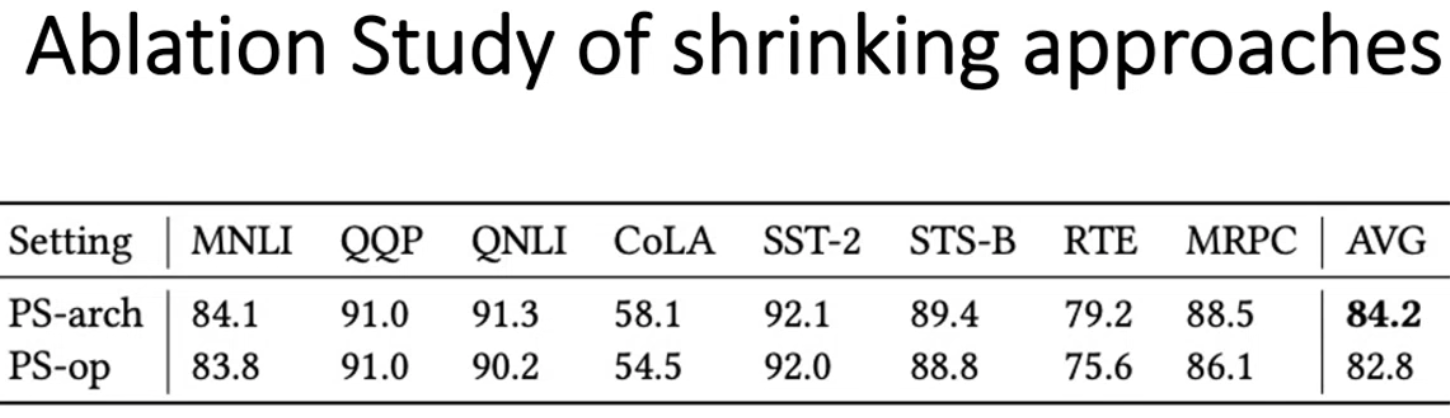 Ablation Study of shrinking approaches
Setting MNLI QQP QNLI CoLA SST-2 STS-B RTE MRPC AVG
PS-arch 84.1 91.0 91.3 58.1 92.1 89.4 79.2 88.5 84.2
PS-op 83.8 91.0 90.2 54.5 92.0 88.8 75.6 86.1 82.8